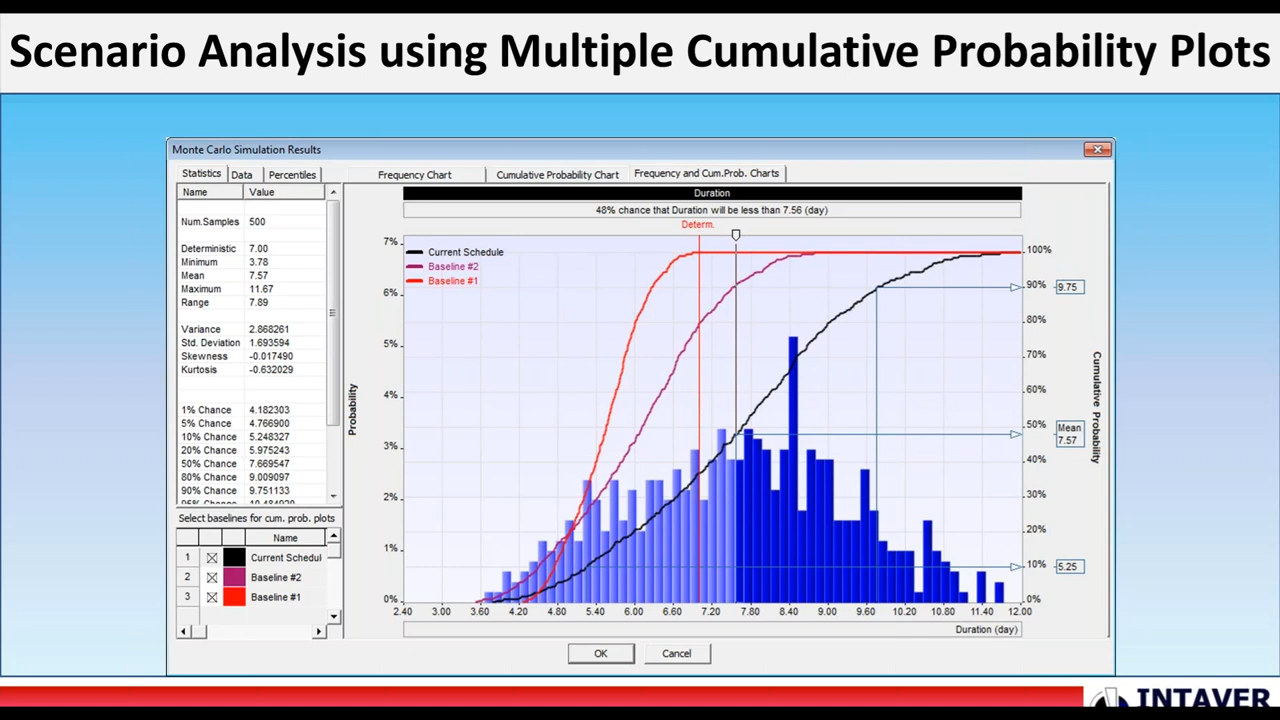 Scenario Analysis using Multiple Cumulative Probability Plots
Monte Carlo Simulation Results
Statistics Data Percentiles
Frequency Chart Cumulative Probability Chart Frequency and Cum.Prob. Charts
Name Value
Num.Samples 500
Deterministic 7.00
Minimum 3.78
Mean 7.57
Maximum 11.67
Range 7.89
Variance 2.868261
Std. Deviation 1.693594
Skewness -0.017490
Kurtosis -0.632029
1% Chance 4.182303
5% Chance 4.766900
10% Chance 5.248327
20% Chance 5.975243
50% Chance 7.669547
80% Chance 9.009097
90% Chance 9.751133
Select baselines for cum. prob. plots
Name
1 Current Schedul
2 Baseline #2
3 Baseline #1
Duration
48% chance that Duration will be less than 7.56 (day)
Determ.
Current Schedule
Baseline #2
Baseline #1
Probability
7%
6%
5%
4%
3%
2%
1%
0%
100%
90%
80%
70%
60%
50%
40%
30%
20%
10%
0%
9.75
Mean
7.57
5.25
Cumulative Probability
2.40 3.00 3.60 4.20 4.80 5.40 6.00 6.60 7.20 7.80 8.40 9.00 9.60 10.20 10.80 11.40 12.00
Duration (day)
OK Cancel
INTAVER